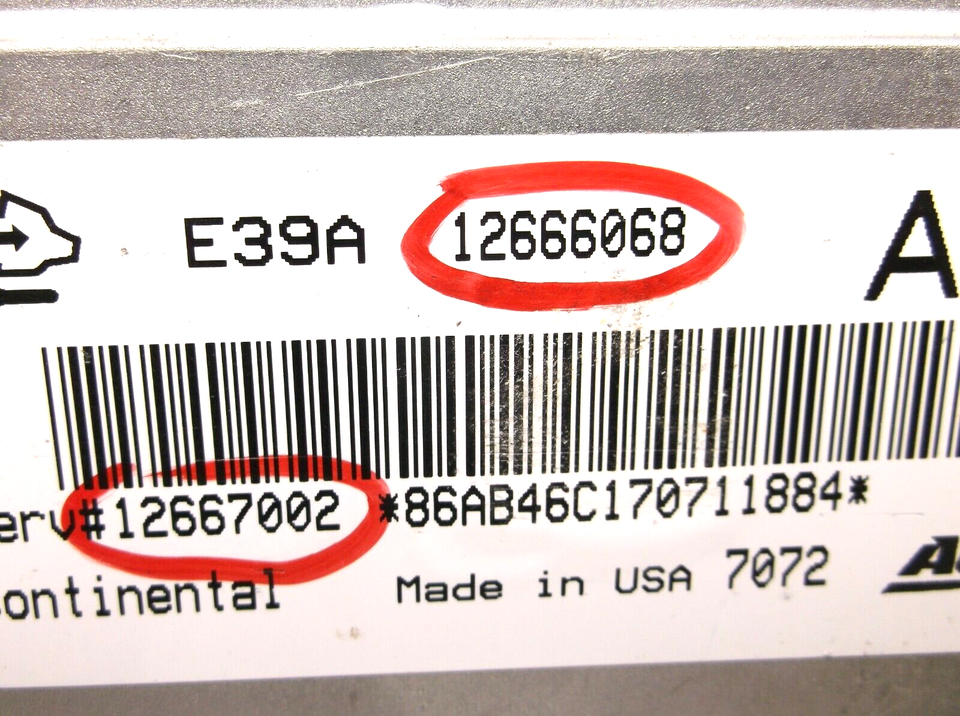 E39A 12666068 A
erv#12667002 *86AB46C170711884*
ontinental Made in USA 7072 A